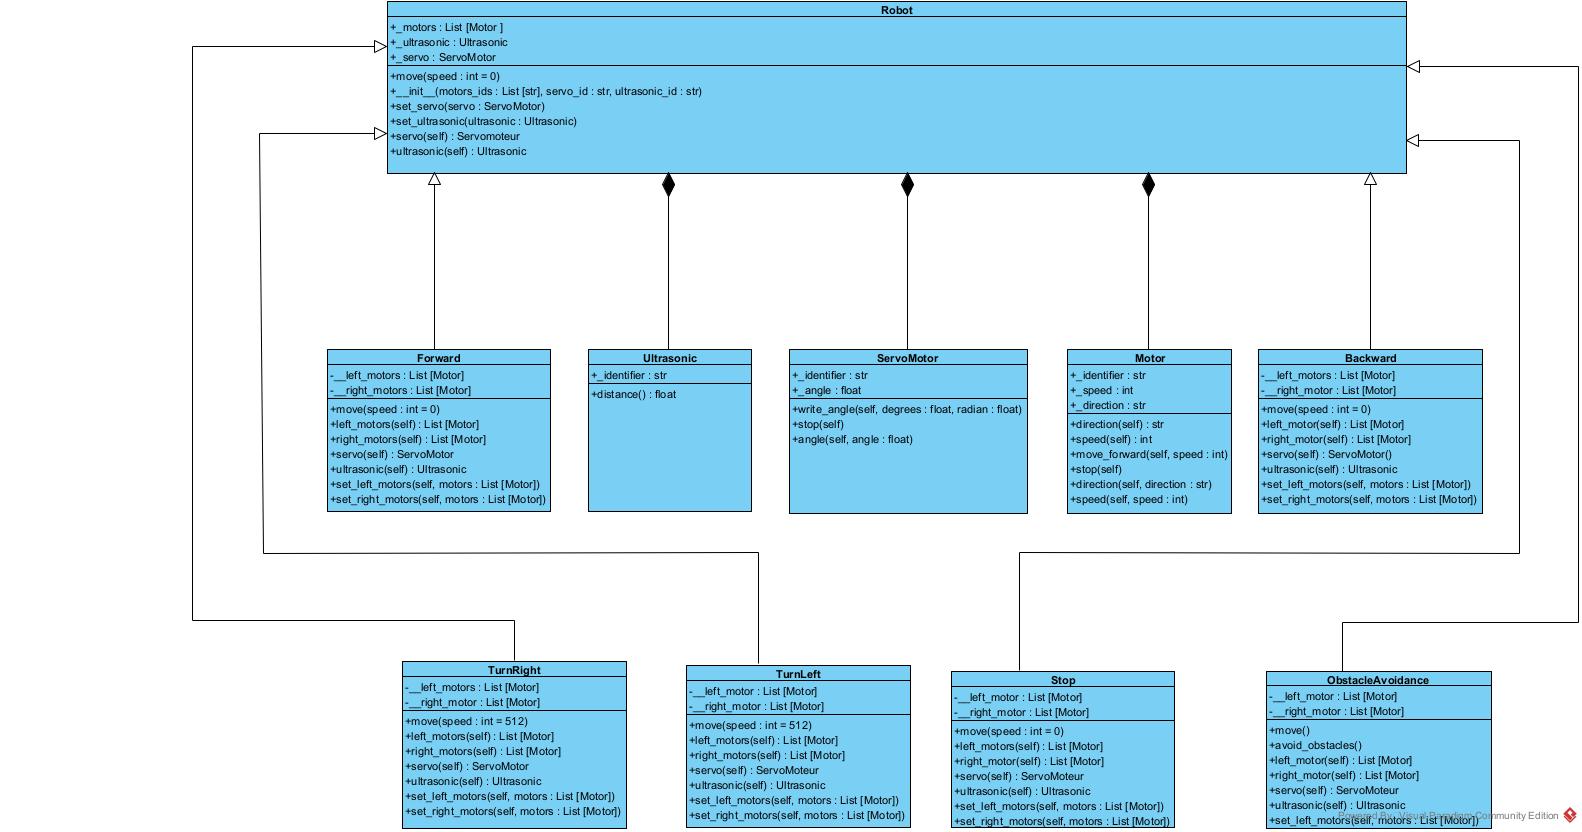 Robot
+_motors : List [Motor ]
+_ultrasonic : Ultrasonic
+_servo : ServoMotor
+move(speed : int = 0)
+__init__(motors_ids : List [str], servo_id : str, ultrasonic_id : str)
+set_servo(servo : ServoMotor)
+set_ultrasonic(ultrasonic : Ultrasonic)
+servo(self) : Servomoteur
+ultrasonic(self) : Ultrasonic
Forward
-__left_motors : List [Motor]
-__right_motors : List [Motor]
+move(speed : int = 0)
+left_motors(self) : List [Motor]
+right_motors(self) : List [Motor]
+servo(self) : ServoMotor
+ultrasonic(self) : Ultrasonic
+set_left_motors(self, motors : List [Motor])
+set_right_motors(self, motors : List [Motor])
Ultrasonic
+_identifier : str
+distance() : float
ServoMotor
+_identifier : str
+_angle : float
+write_angle(self, degrees : float, radian : float)
+stop(self)
+angle(self, angle : float)
Motor
+_identifier : str
+_speed : int
+_direction : str
+direction(self) : str
+speed(self) : int
+move_forward(self, speed : int)
+stop(self)
+direction(self, direction : str)
+speed(self, speed : int)
Backward
-__left_motors : List [Motor]
-__right_motor : List [Motor]
+move(speed : int = 0)
+left_motor(self) : List [Motor]
+right_motor(self) : List [Motor]
+servo(self) : ServoMotor()
+ultrasonic(self) : Ultrasonic
+set_left_motors(self, motors : List [Motor])
+set_right_motors(self, motors : List [Motor])
TurnRight
-__left_motors : List [Motor]
-__right_motors : List [Motor]
+move(speed : int = 512)
+left_motors(self) : List [Motor]
+right_motors(self) : List [Motor]
+servo(self) : ServoMotor
+ultrasonic(self) : Ultrasonic
+set_left_motors(self, motors : List [Motor])
+set_right_motors(self, motors : List [Motor])
TurnLeft
-__left_motor : List [Motor]
-__right_motor : List [Motor]
+move(speed : int = 512)
+left_motors(self) : List [Motor]
+right_motors(self) : List [Motor]
+servo(self) : ServoMoteur
+ultrasonic(self) : Ultrasonic
+set_left_motors(self, motors : List [Motor])
+set_right_motors(self, motors : List [Motor])
Stop
-__left_motor : List [Motor]
-__right_motor : List [Motor]
+move(speed : int = 0)
+left_motors(self) : List [Motor]
+right_motor(self) : List [Motor]
+servo(self) : ServoMoteur
+ultrasonic(self) : Ultrasonic
+set_left_motors(self, motors : List [Motor])
+set_right_motors(self, motors : List [Motor])
ObstacleAvoidance
-__left_motor : List [Motor]
-__right_motor : List [Motor]
+move()
+avoid_obstacles()
+left_motor(self) : List [Motor]
+right_motor(self) : List [Motor]
+servo(self) : ServoMoteur
+ultrasonic(self) : Ultrasonic
+set_left_motors(self, motors : List [Motor])
Powered By Visual Paradigm Community Edition